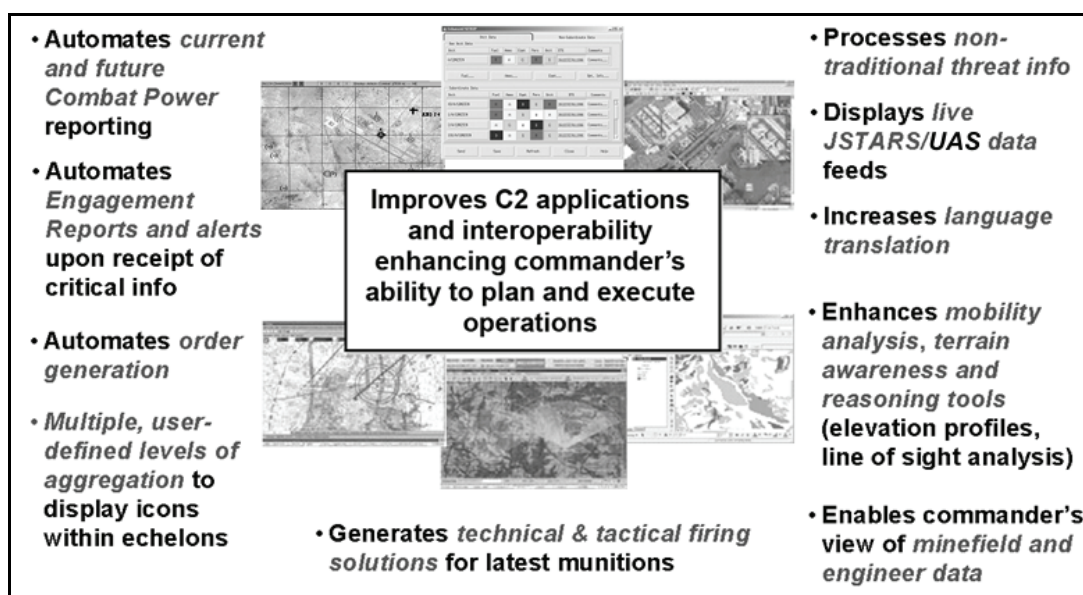 • Automates current
and future
Combat Power
reporting
• Automates
Engagement
Reports and alerts
upon receipt of
critical info
• Automates order
generation
• Multiple, user-
defined levels of
aggregation to
display icons
within echelons
Improves C2 applications
and interoperability
enhancing commander’s
ability to plan and execute
operations
• Generates technical & tactical firing
solutions for latest munitions
• Processes non-
traditional threat info
• Displays live
JSTARS/UAS data
feeds
• Increases language
translation
• Enhances mobility
analysis, terrain
awareness and
reasoning tools
(elevation profiles,
line of sight analysis)
• Enables commander’s
view of minefield and
engineer data